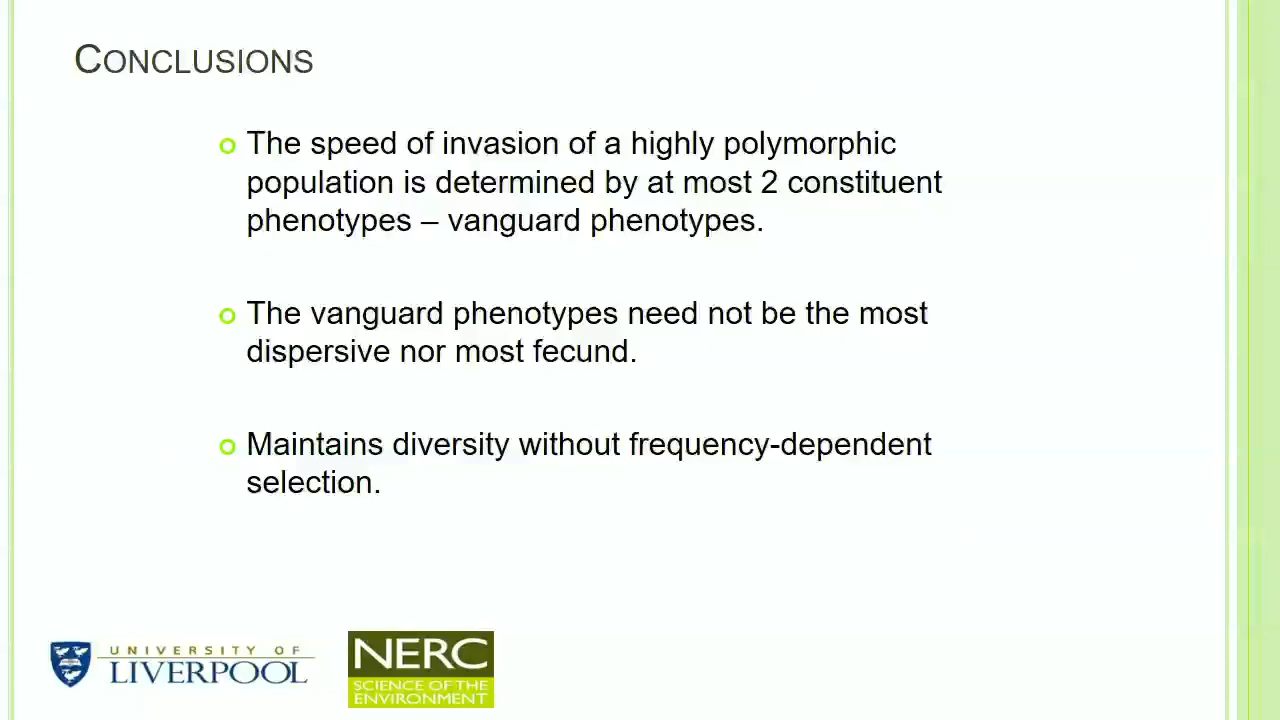 CONCLUSIONS
The speed of invasion of a highly polymorphic
population is determined by at most 2 constituent
phenotypes – vanguard phenotypes.
The vanguard phenotypes need not be the most
dispersive nor most fecund.
Maintains diversity without frequency-dependent
selection.
UNIVERSITY OF
LIVERPOOL
NERC
SCIENCE OF THE
ENVIRONMENT